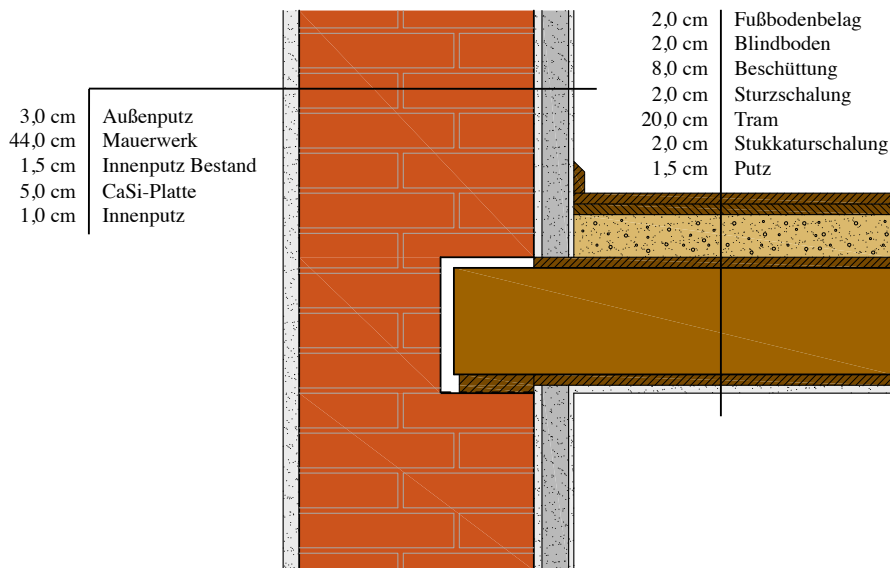 3,0 cm Außenputz
44,0 cm Mauerwerk
1,5 cm Innenputz Bestand
5,0 cm CaSi-Platte
1,0 cm Innenputz
2,0 cm Fußbodenbelag
2,0 cm Blindboden
8,0 cm Beschüttung
2,0 cm Sturzschalung
20,0 cm Tram
2,0 cm Stukkaturschalung
1,5 cm Putz